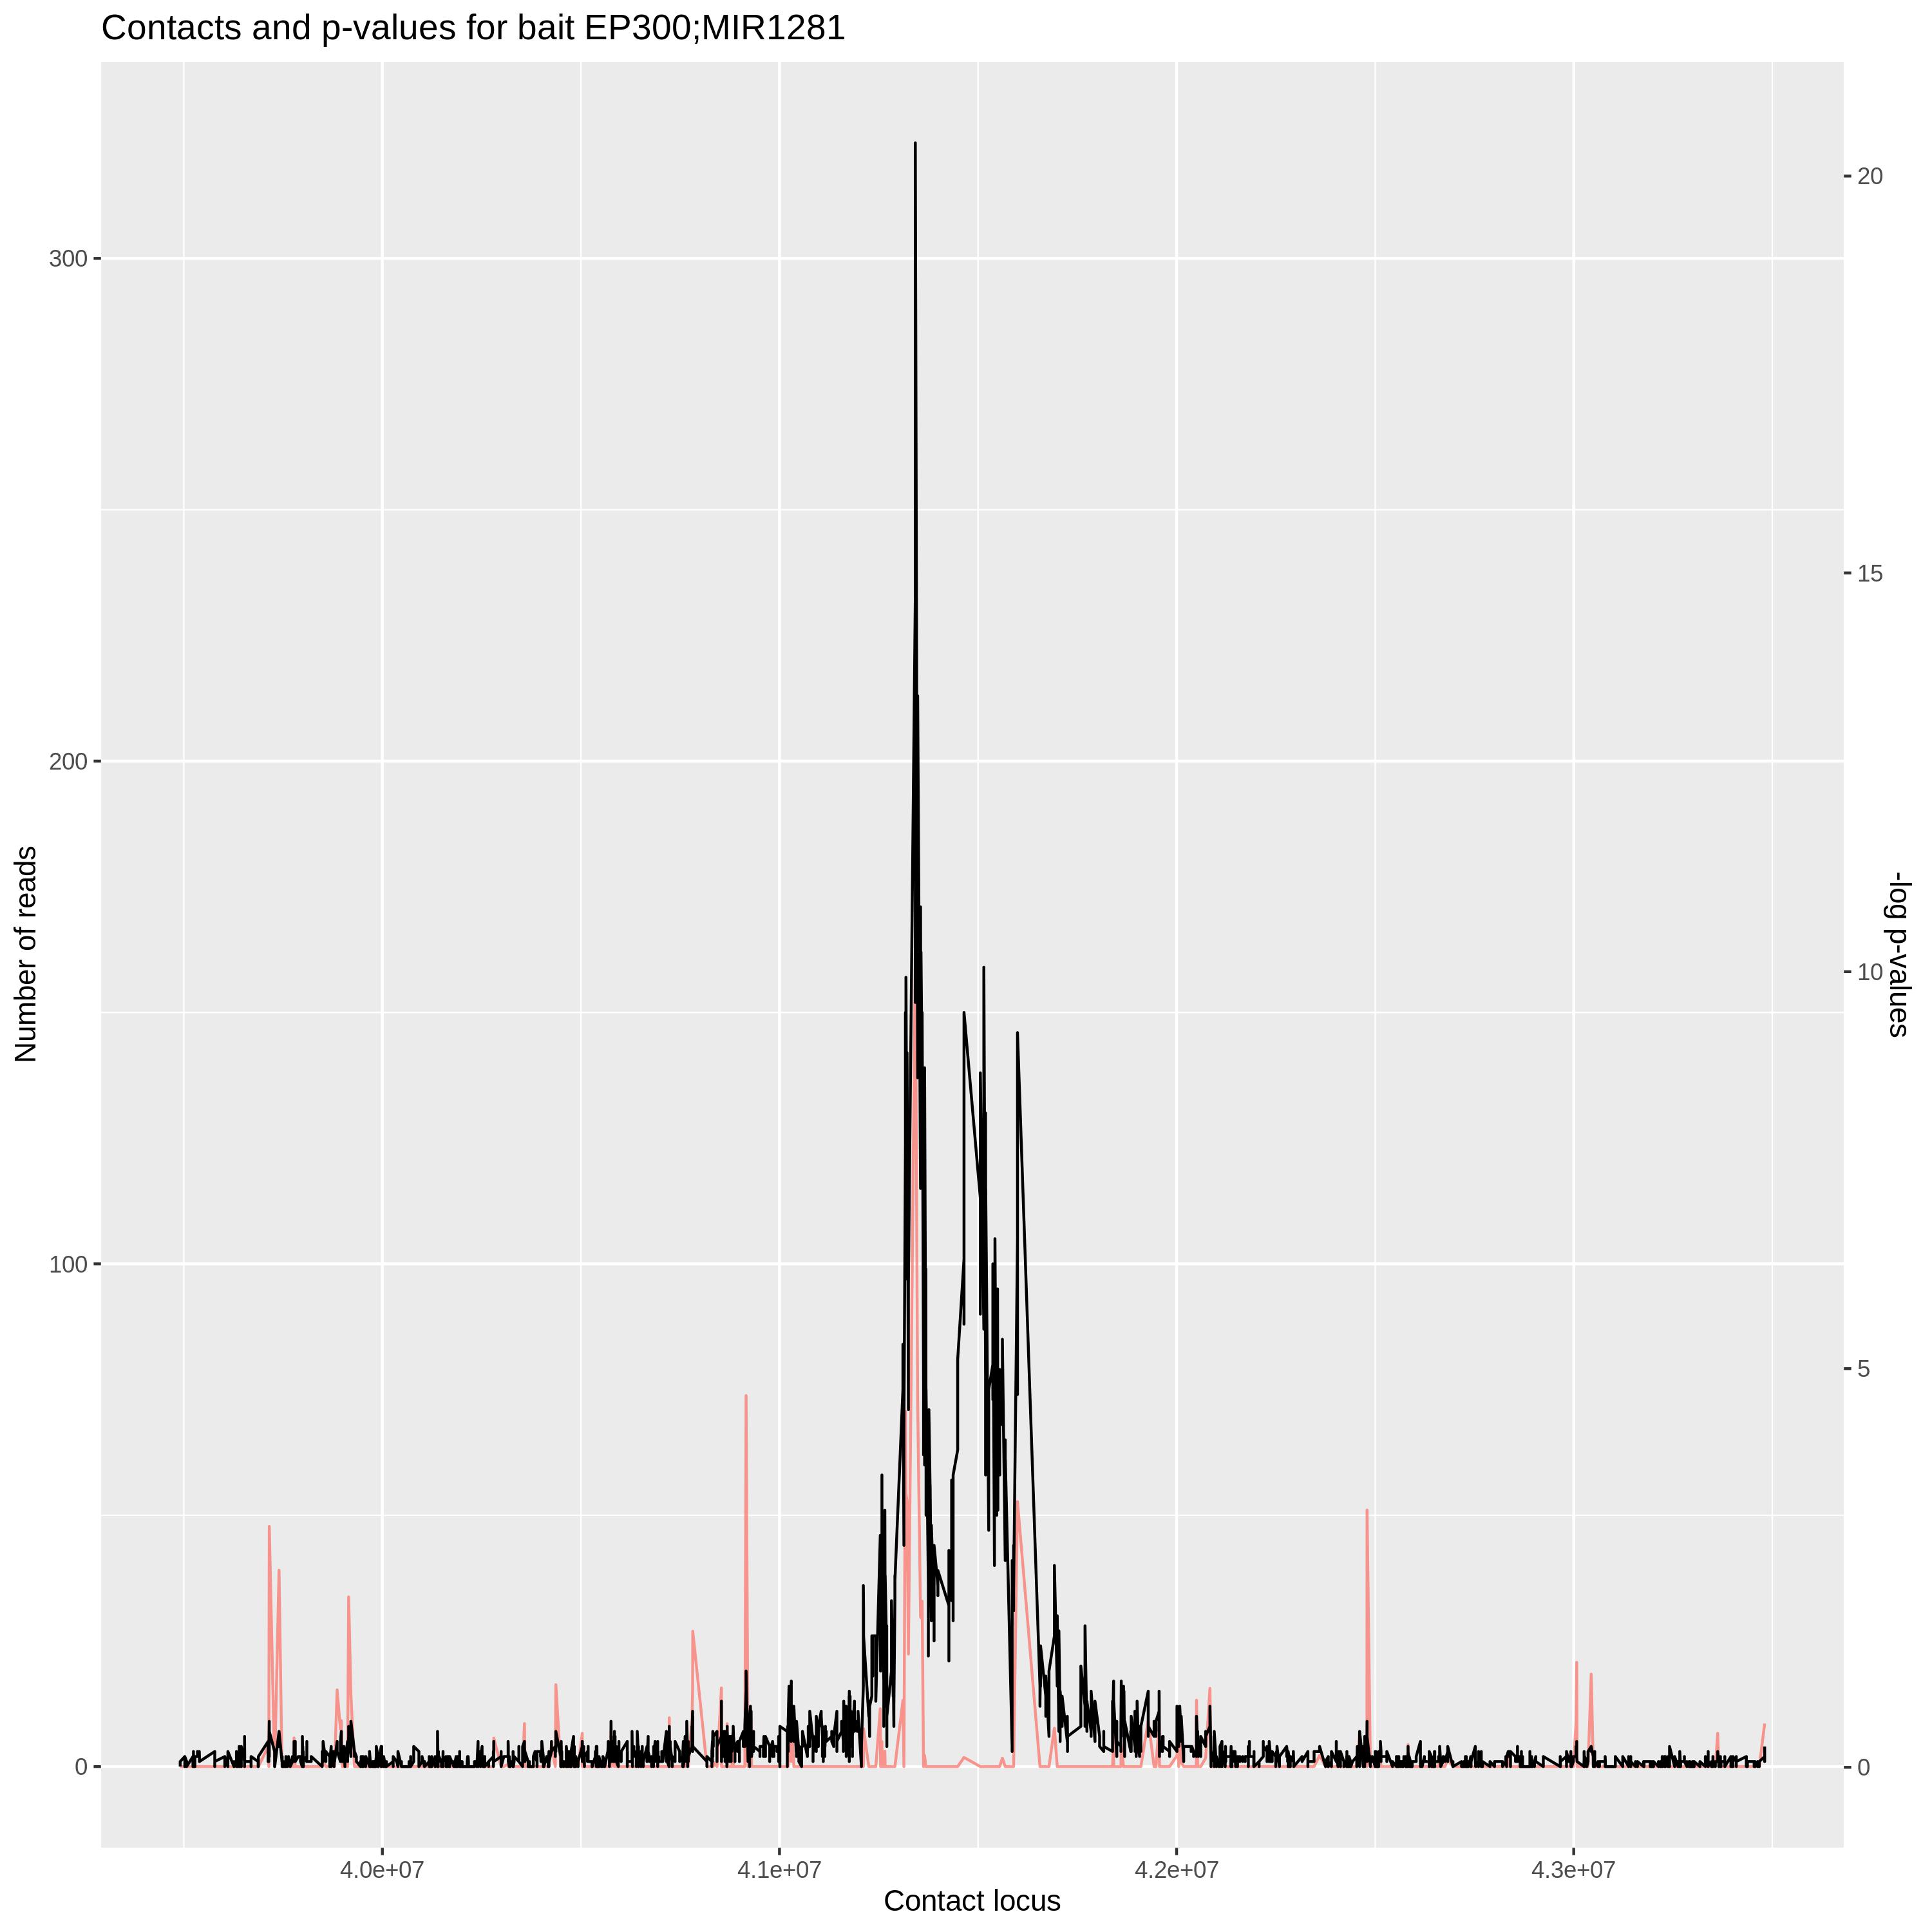 Contacts and p-values for bait EP300;MIR1281
300
200
100
0
Number of reads
20
15
10
5
0
-log p-values
4.0e+07
4.1e+07
4.2e+07
4.3e+07
Contact locus